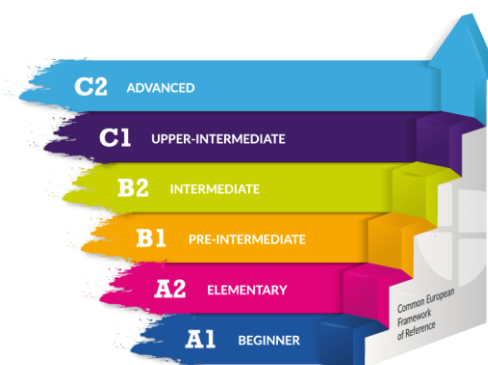 C2 ADVANCED
C1 UPPER-INTERMEDIATE
B2 INTERMEDIATE
B1 PRE-INTERMEDIATE
A2 ELEMENTARY
A1 BEGINNER
Common European
Framework
of Reference